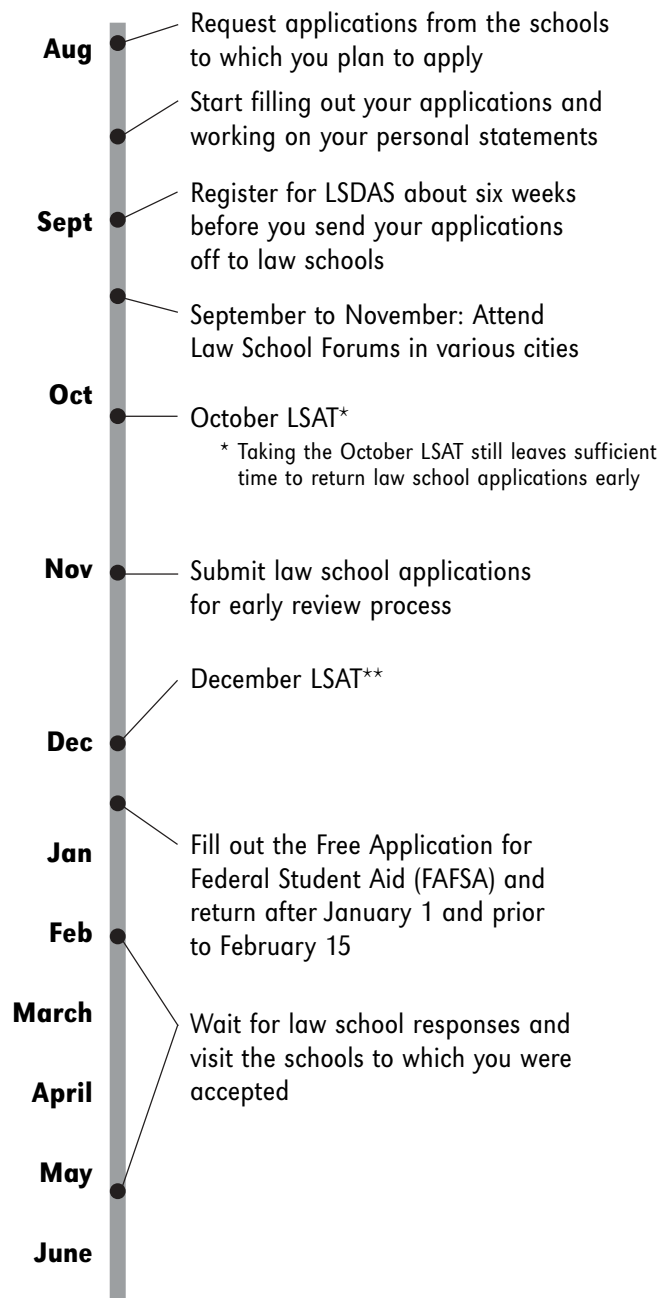 Aug
Request applications from the schools
to which you plan to apply
Start filling out your applications and
working on your personal statements
Sept
Register for LSDAS about six weeks
before you send your applications
off to law schools
September to November: Attend
Law School Forums in various cities
Oct
October LSAT*
* Taking the October LSAT still leaves sufficient
time to return law school applications early
Nov
Submit law school applications
for early review process
December LSAT**
Dec
Jan
Fill out the Free Application for
Federal Student Aid (FAFSA) and
return after January 1 and prior
to February 15
Feb
March
Wait for law school responses and
visit the schools to which you were
accepted
April
May
June